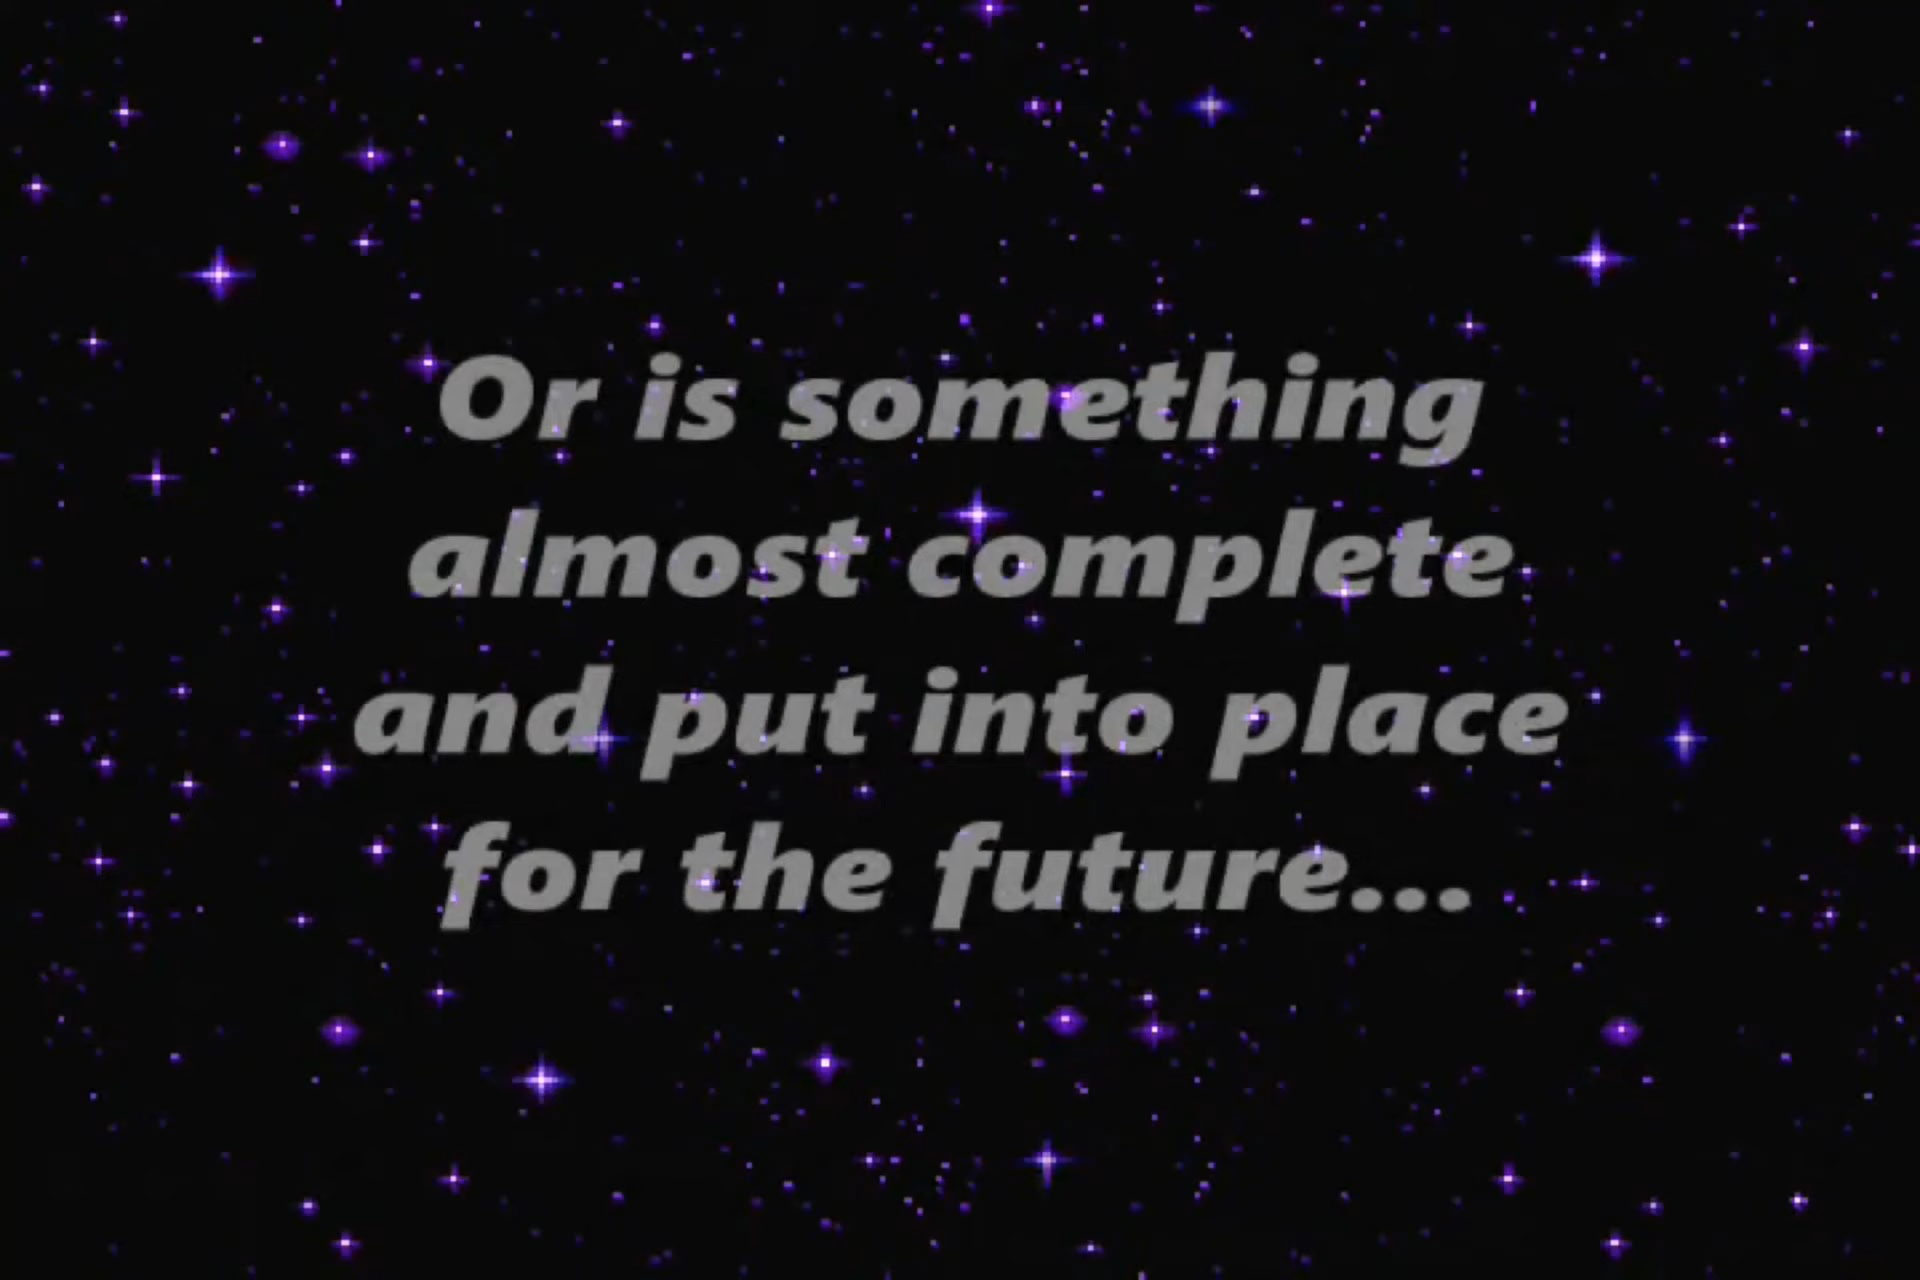 Or is something
almost complete
and put into place
for the future...